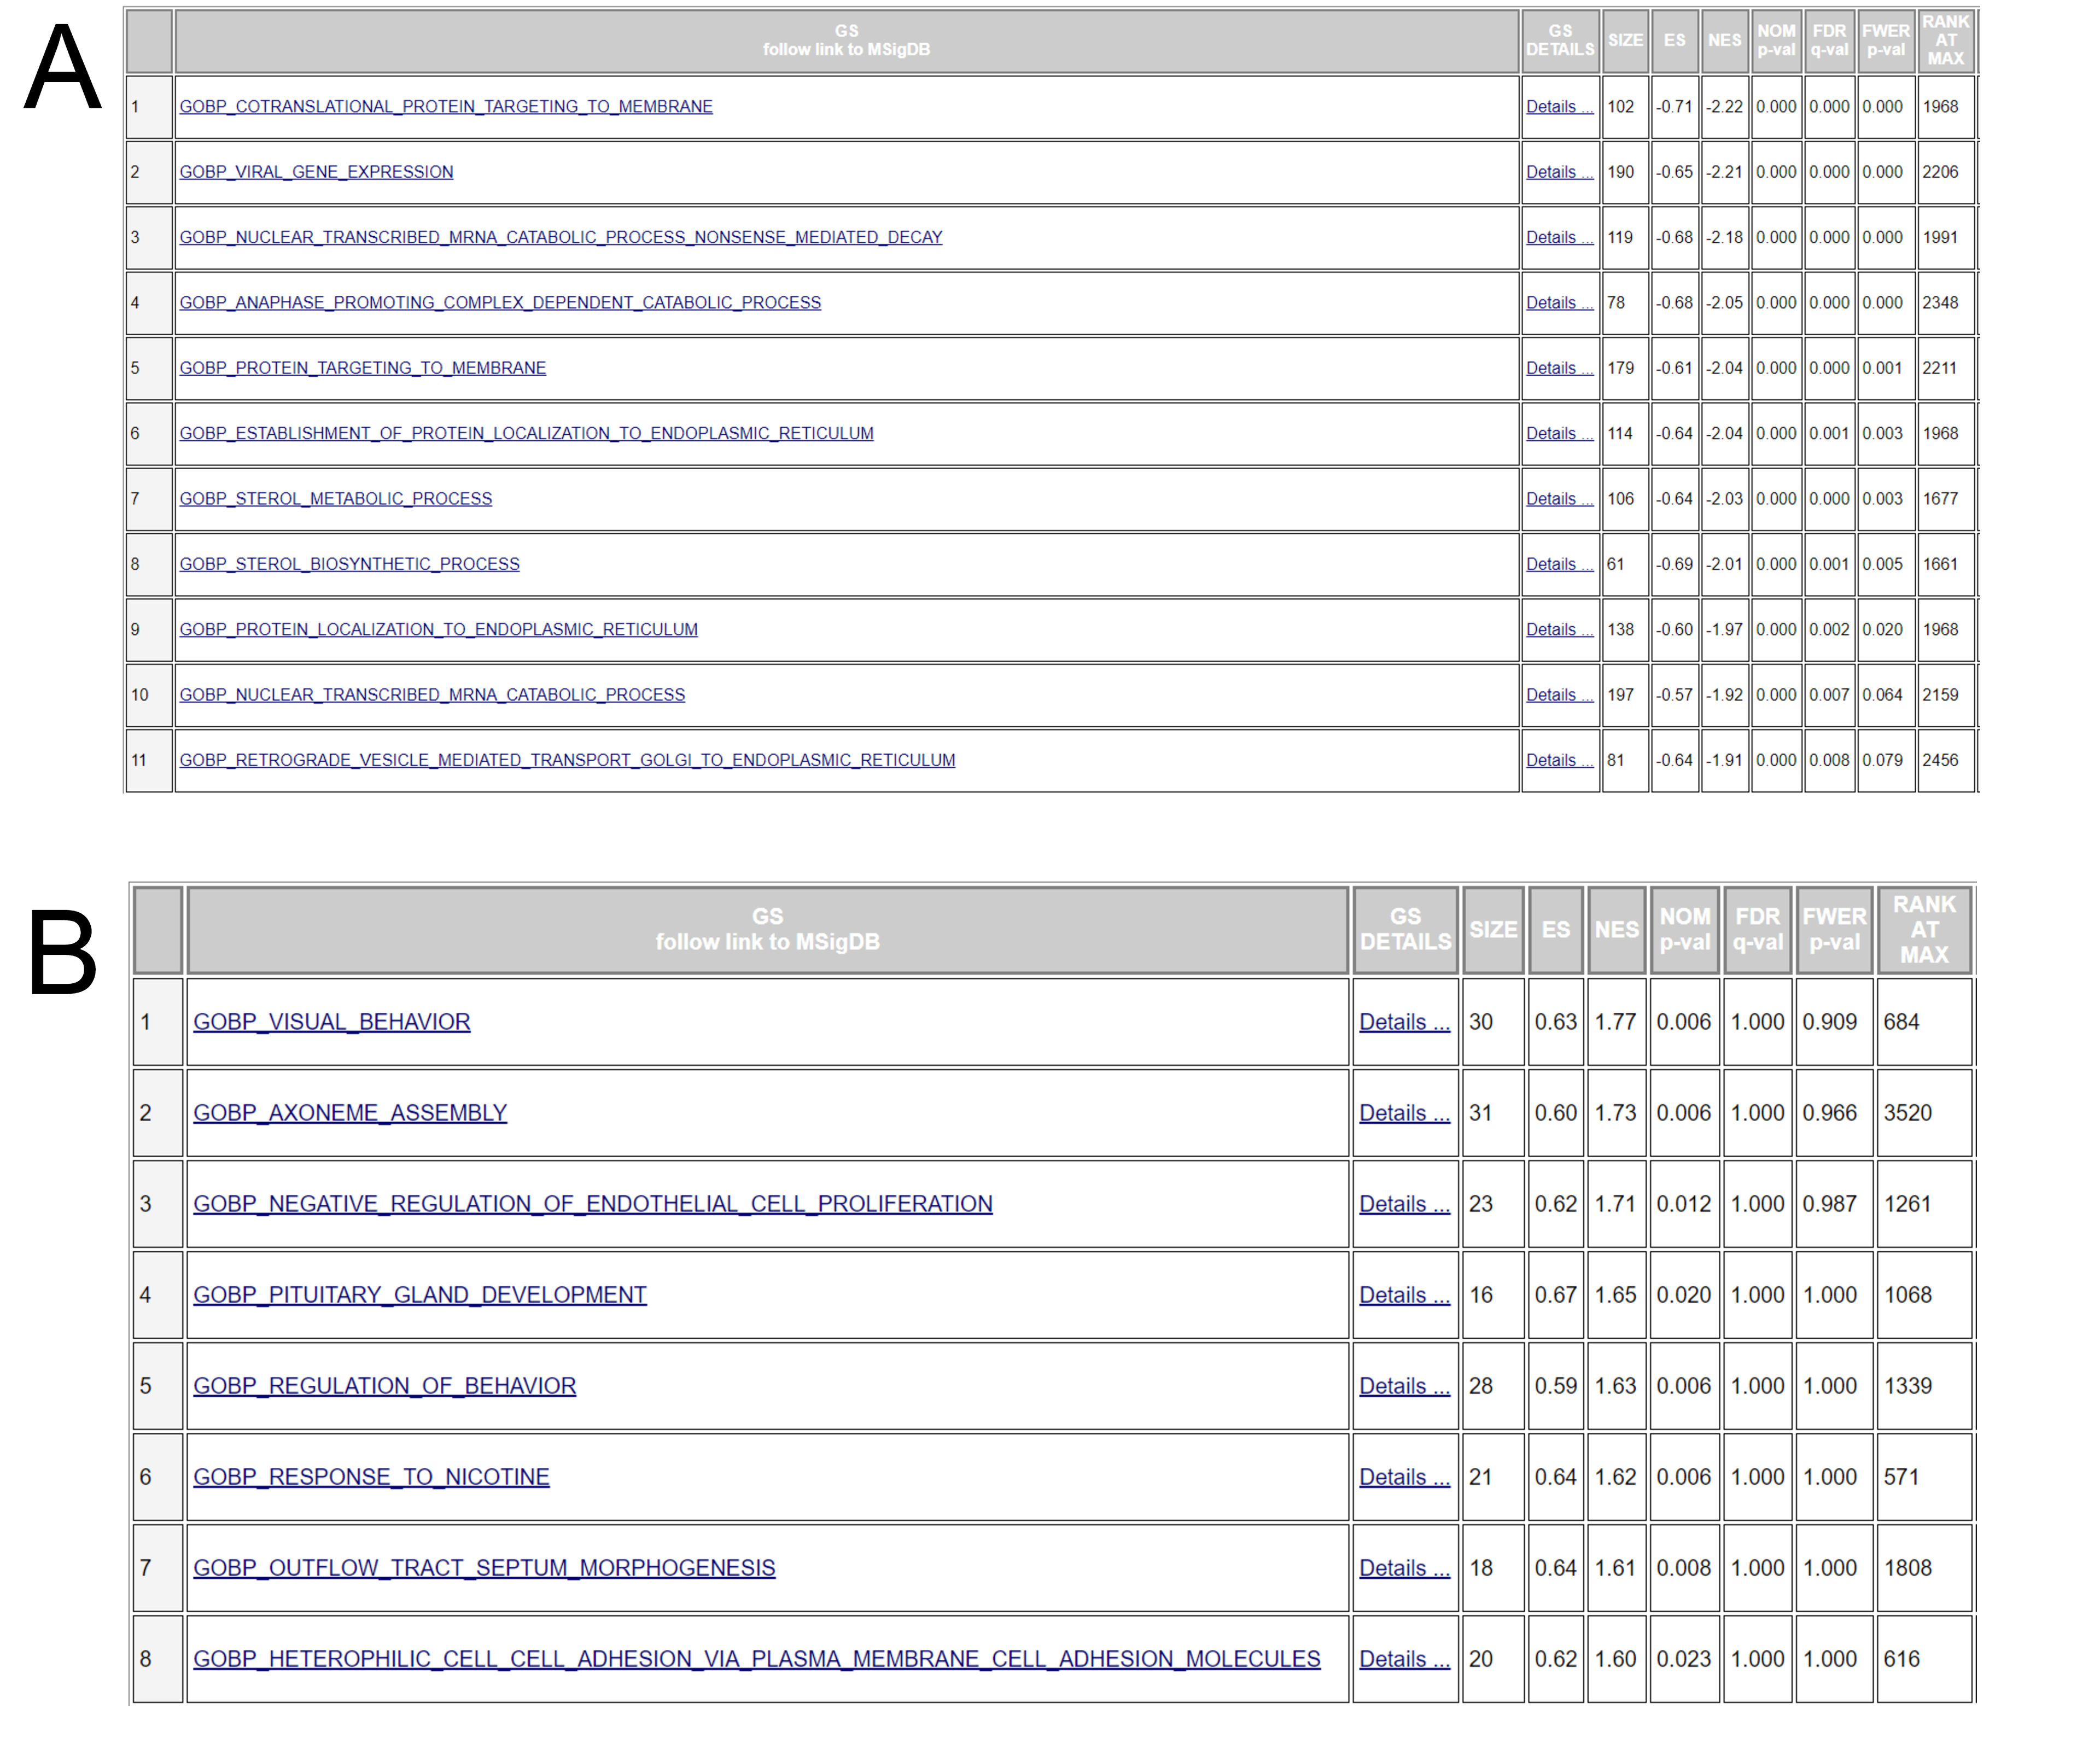 A
GS
follow link to MSigDB
GS
DETAILS
SIZE
ES
NES
NOM
p-val
FDR
q-val
FWER
p-val
RANK
AT
MAX
1 GOBP_COTRANSLATIONAL_PROTEIN_TARGETING_TO_MEMBRANE Details ... 102 -0.71 -2.22 0.000 0.000 0.000 1968
2 GOBP_VIRAL_GENE_EXPRESSION Details ... 190 -0.65 -2.21 0.000 0.000 0.000 2206
3 GOBP_NUCLEAR_TRANSCRIBED_MRNA_CATABOLIC_PROCESS_NONSENSE_MEDIATED_DECAY Details ... 119 -0.68 -2.18 0.000 0.000 0.000 1991
4 GOBP_ANAPHASE_PROMOTING_COMPLEX_DEPENDENT_CATABOLIC_PROCESS Details ... 78 -0.68 -2.05 0.000 0.000 0.000 2348
5 GOBP_PROTEIN_TARGETING_TO_MEMBRANE Details ... 179 -0.61 -2.04 0.000 0.000 0.001 2211
6 GOBP_ESTABLISHMENT_OF_PROTEIN_LOCALIZATION_TO_ENDOPLASMIC_RETICULUM Details ... 114 -0.64 -2.04 0.000 0.001 0.003 1968
7 GOBP_STEROL_METABOLIC_PROCESS Details ... 106 -0.64 -2.03 0.000 0.000 0.003 1677
8 GOBP_STEROL_BIOSYNTHETIC_PROCESS Details ... 61 -0.69 -2.01 0.000 0.001 0.005 1661
9 GOBP_PROTEIN_LOCALIZATION_TO_ENDOPLASMIC_RETICULUM Details ... 138 -0.60 -1.97 0.000 0.002 0.020 1968
10 GOBP_NUCLEAR_TRANSCRIBED_MRNA_CATABOLIC_PROCESS Details ... 197 -0.57 -1.92 0.000 0.007 0.064 2159
11 GOBP_RETROGRADE_VESICLE_MEDIATED_TRANSPORT_GOLGI_TO_ENDOPLASMIC_RETICULUM Details ... 81 -0.64 -1.91 0.000 0.008 0.079 2456
B
GS
follow link to MSigDB
GS
DETAILS
SIZE
ES
NES
NOM
p-val
FDR
q-val
FWER
p-val
RANK
AT
MAX
1 GOBP_VISUAL_BEHAVIOR Details ... 30 0.63 1.77 0.006 1.000 0.909 684
2 GOBP_AXONEME_ASSEMBLY Details ... 31 0.60 1.73 0.006 1.000 0.966 3520
3 GOBP_NEGATIVE_REGULATION_OF_ENDOTHELIAL_CELL_PROLIFERATION Details ... 23 0.62 1.71 0.012 1.000 0.987 1261
4 GOBP_PITUITARY_GLAND_DEVELOPMENT Details ... 16 0.67 1.65 0.020 1.000 1.000 1068
5 GOBP_REGULATION_OF_BEHAVIOR Details ... 28 0.59 1.63 0.006 1.000 1.000 1339
6 GOBP_RESPONSE_TO_NICOTINE Details ... 21 0.64 1.62 0.006 1.000 1.000 571
7 GOBP_OUTFLOW_TRACT_SEPTUM_MORPHOGENESIS Details ... 18 0.64 1.61 0.008 1.000 1.000 1808
8 GOBP_HETEROPHILIC_CELL_CELL_ADHESION_VIA_PLASMA_MEMBRANE_CELL_ADHESION_MOLECULES Details ... 20 0.62 1.60 0.023 1.000 1.000 616